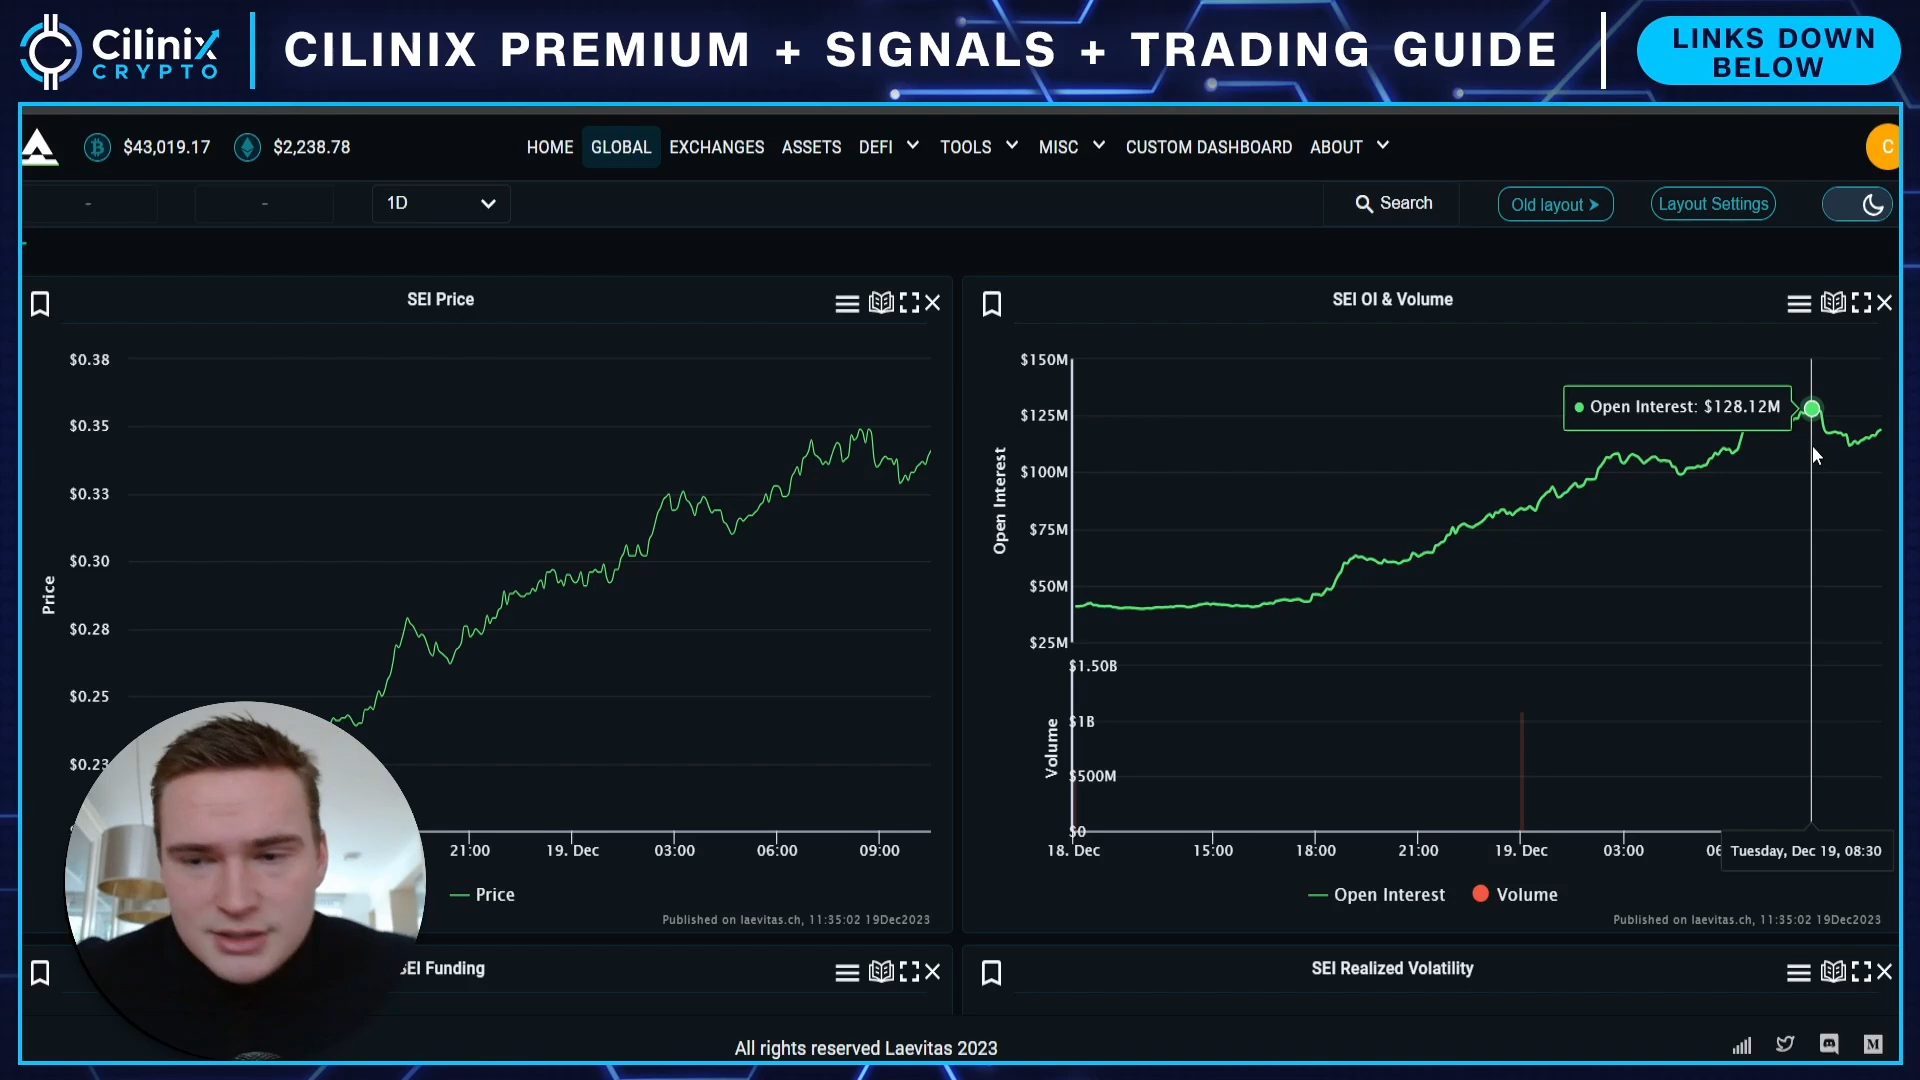 Cilinix
CRYPTO
CILINIX PREMIUM + SIGNALS + TRADING GUIDE
LINKS DOWN
BELOW
$43,019.17
$2,238.78
HOME
GLOBAL
EXCHANGES
ASSETS
DEFI
TOOLS
MISC
CUSTOM DASHBOARD
ABOUT
C
-
-
1D
Search
Old layout
Layout Settings
SEI Price
$0.38
$0.35
$0.33
$0.30
$0.28
$0.25
$0.23
Price
21:00
19. Dec
03:00
06:00
09:00
Price
Published on laevitas.ch, 11:35:02 19Dec2023
SEI OI & Volume
$150M
$125M
$100M
$75M
$50M
$25M
Open Interest
Open Interest: $128.12M
$1.50B
$1B
$500M
$0
Volume
18. Dec
15:00
18:00
21:00
19. Dec
03:00
Tuesday, Dec 19, 08:30
Open Interest
Volume
Published on laevitas.ch, 11:35:02 19Dec2023
SEI Funding
SEI Realized Volatility
All rights reserved Laevitas 2023
M